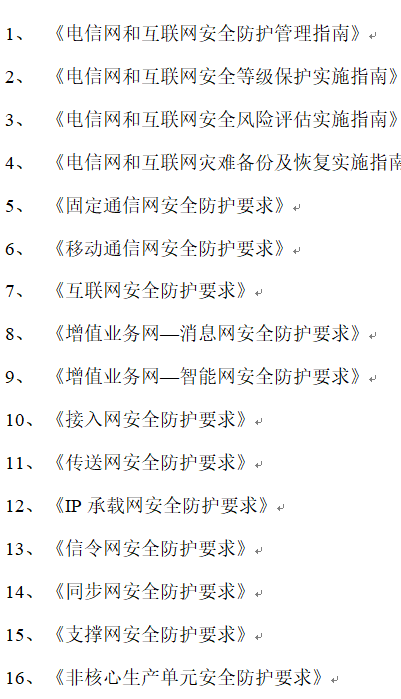 1、 《电信网和互联网安全防护管理指南》
2、 《电信网和互联网安全等级保护实施指南》
3、 《电信网和互联网安全风险评估实施指南》
4、 《电信网和互联网灾难备份及恢复实施指南
5、 《固定通信网安全防护要求》
6、 《移动通信网安全防护要求》
7、 《互联网安全防护要求》
8、 《增值业务网—消息网安全防护要求》
9、 《增值业务网—智能网安全防护要求》
10、 《接入网安全防护要求》
11、 《传送网安全防护要求》
12、 《IP 承载网安全防护要求》
13、 《信令网安全防护要求》
14、 《同步网安全防护要求》
15、 《支撑网安全防护要求》
16、 《非核心生产单元安全防护要求》